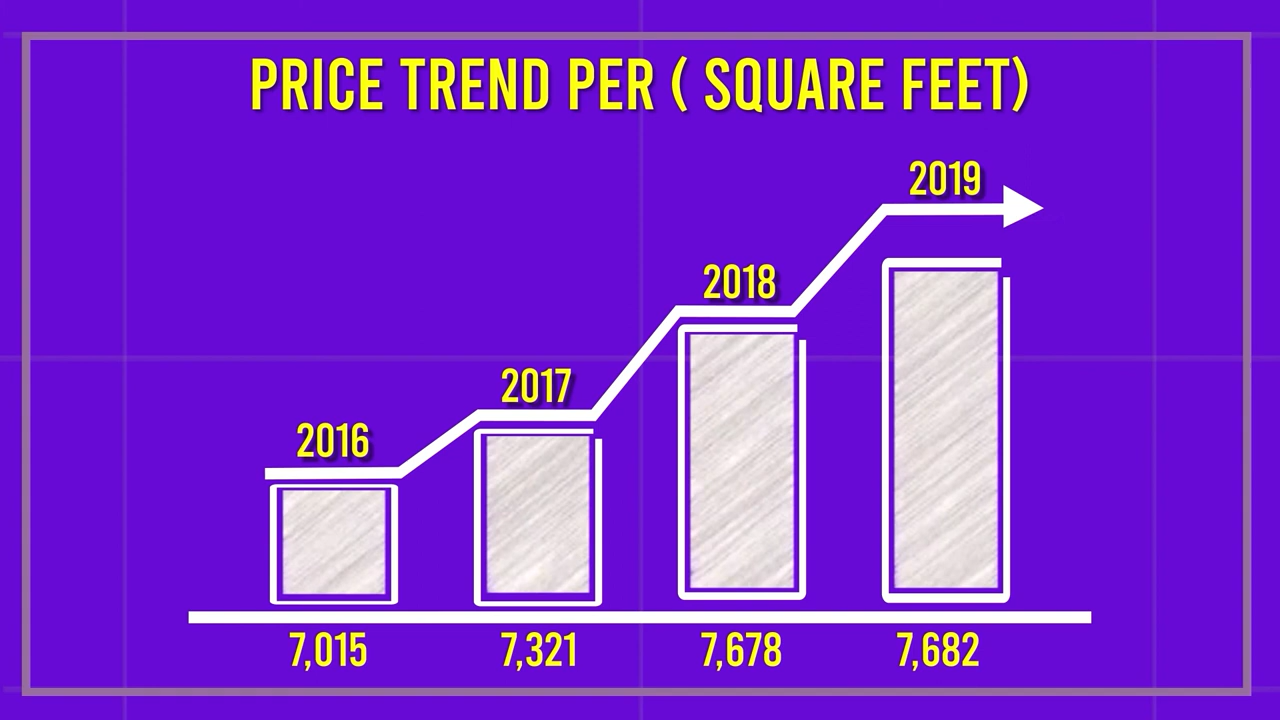 PRICE TREND PER ( SQUARE FEET)
2019
2018
2017
2016
7,015 7,321 7,678 7,682